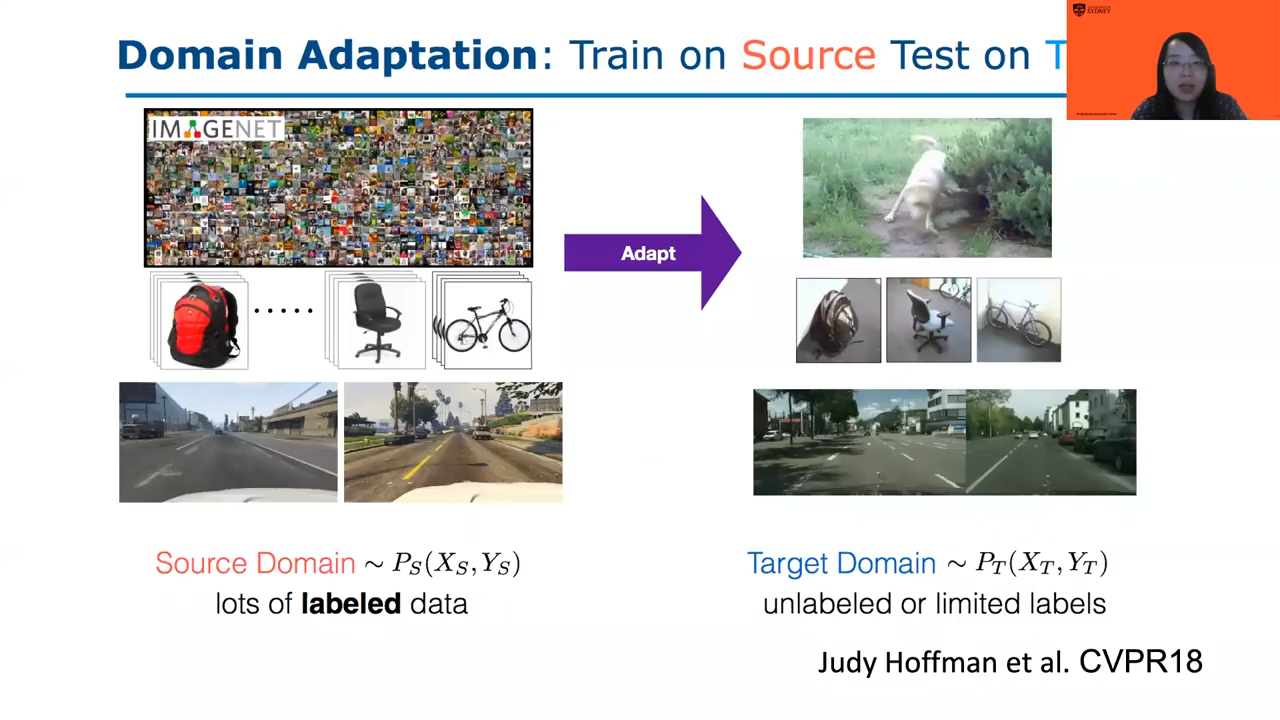 Domain Adaptation: Train on Source Test on T
SYDNEY
IMAGENET
Adapt
Source Domain ∼ P_S(X_S, Y_S)
lots of labeled data
Target Domain ∼ P_T(X_T, Y_T)
unlabeled or limited labels
Judy Hoffman et al. CVPR18